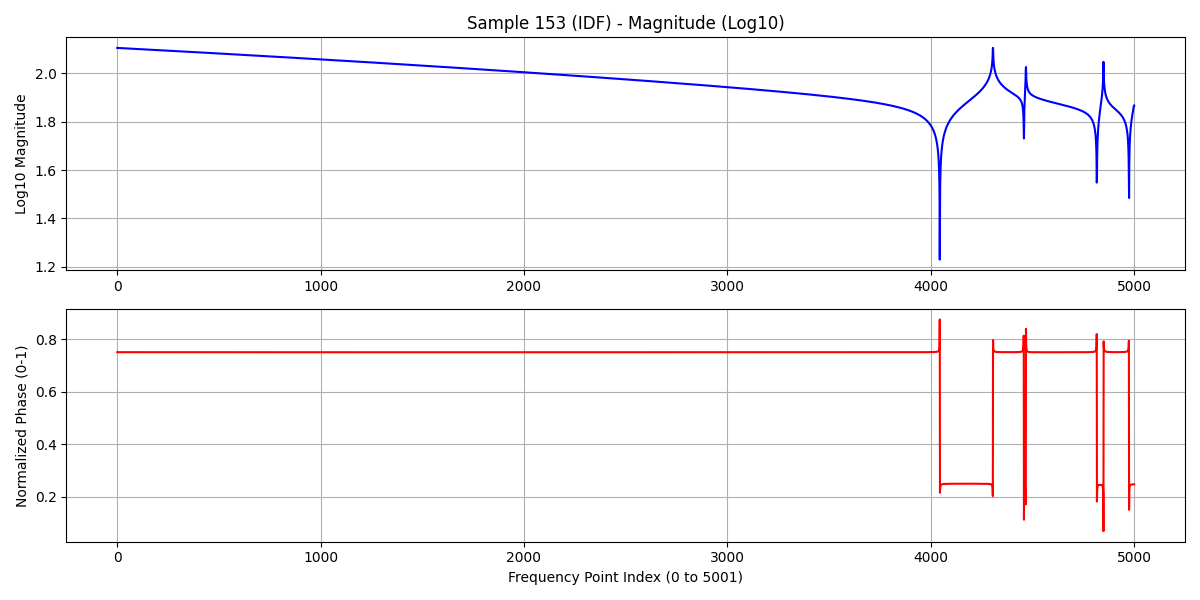 Sample 153 (IDF) - Magnitude (Log10)
Log10 Magnitude
2.0
1.8
1.6
1.4
1.2
0 1000 2000 3000 4000 5000
Normalized Phase (0-1)
0.8
0.6
0.4
0.2
0 1000 2000 3000 4000 5000
Frequency Point Index (0 to 5001)